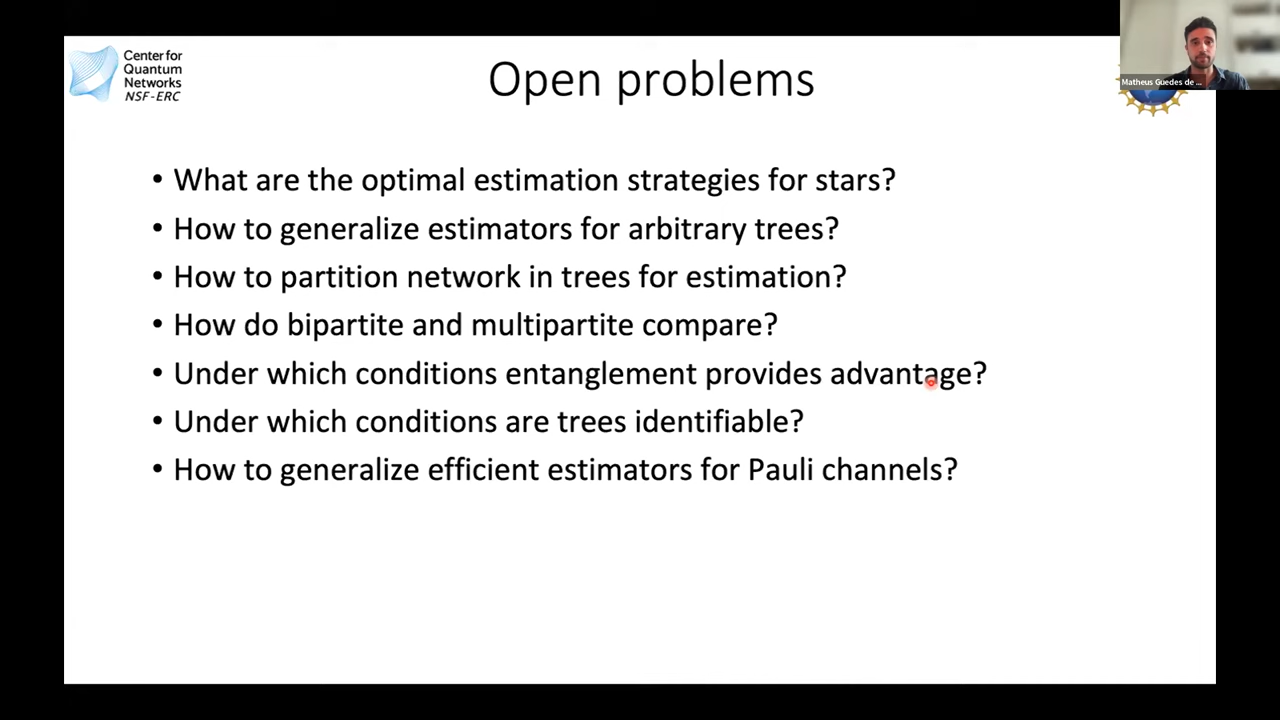 Center for
Quantum
Networks
NSF-ERC
Open problems
Matheus Guedes de ...
• What are the optimal estimation strategies for stars?
• How to generalize estimators for arbitrary trees?
• How to partition network in trees for estimation?
• How do bipartite and multipartite compare?
• Under which conditions entanglement provides advantage?
• Under which conditions are trees identifiable?
• How to generalize efficient estimators for Pauli channels?